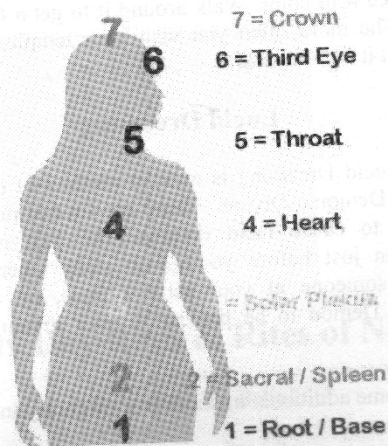 7
7 = Crown
6
6 = Third Eye
5
5 = Throat
4
4 = Heart
= Solar Plexus
2
2 = Sacral / Spleen
1
1 = Root / Base